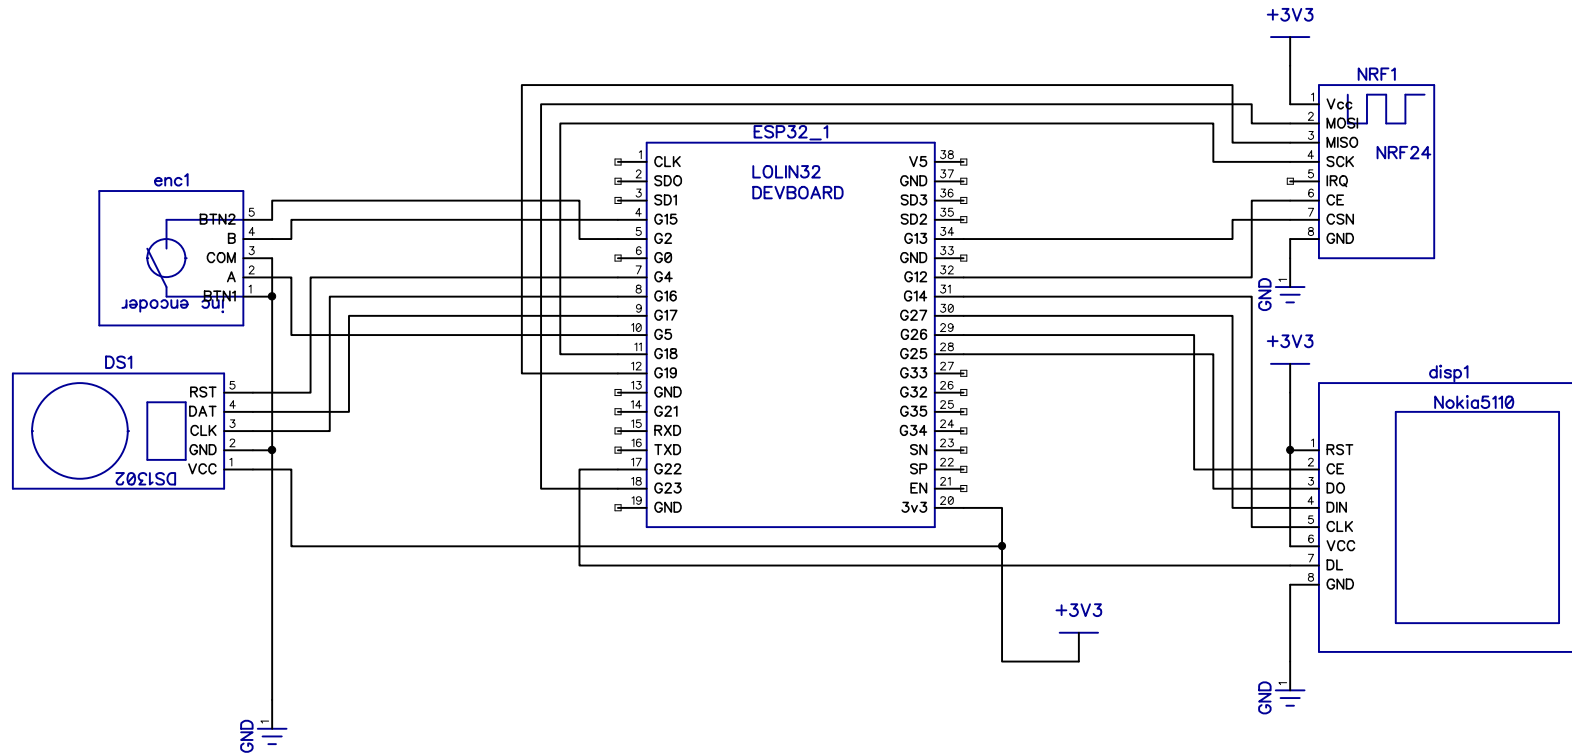 +3V3
NRF1
1 Vcc
2 MOSI
3 MISO
4 SCK
5 IRQ
6 CE
7 CSN
8 GND
NRF24
GND 1
ESP32_1
LOLIN32
DEVBOARD
1 CLK
2 SD0
3 SD1
4 G15
5 G2
6 G0
7 G4
8 G16
9 G17
10 G5
11 G18
12 G19
13 GND
14 G21
15 RXD
16 TXD
17 G22
18 G23
19 GND
V5 38
GND 37
SD3 36
SD2 35
G13 34
GND 33
G12 32
G14 31
G27 30
G26 29
G25 28
G33 27
G32 26
G35 25
G34 24
SN 23
SP 22
EN 21
3v3 20
enc1
BTN2 5
B 4
COM 3
A 2
BTN1 1
inc encoder
DS1
RST 5
DAT 4
CLK 3
GND 2
VCC 1
DS1302
GND 1
+3V3
+3V3
disp1
Nokia5110
1 RST
2 CE
3 DO
4 DIN
5 CLK
6 VCC
7 DL
8 GND
GND 1